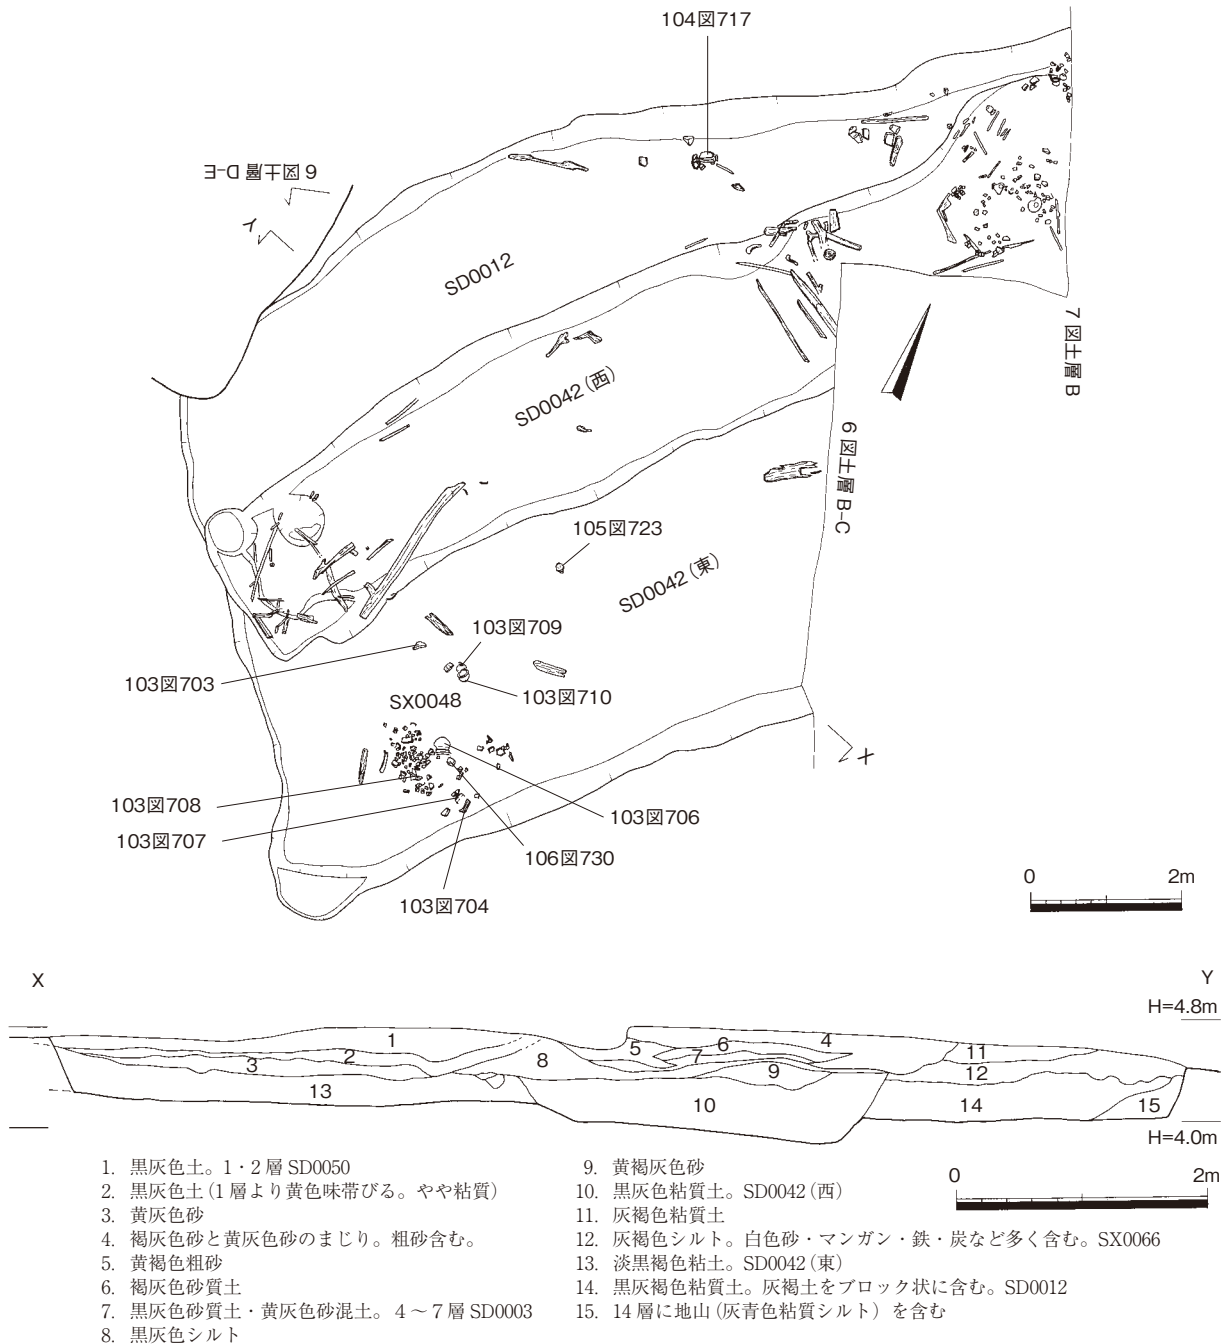 104図717
6図土層D-E
Y
SD0012
7図土層B
SD0042(西)
6図土層B-C
105図723
SD0042(東)
103図709
103図703
103図710
SX0048
X
103図708
103図706
103図707
106図730
103図704
0 2m
X Y
H=4.8m
1
5 6 4
2 7 11
8
3 9 12
13 10 14 15
H=4.0m
1. 黒灰色土。1・2層 SD0050
2. 黒灰色土(1層より黄色味帯びる。やや粘質)
3. 黄灰色砂
4. 褐灰色砂と黄灰色砂のまじり。粗砂含む。
5. 黄褐色粗砂
6. 褐灰色砂質土
7. 黒灰色砂質土・黄灰色砂混土。4～7層 SD0003
8. 黒灰色シルト
9. 黄褐灰色砂
10. 黒灰色粘質土。SD0042(西)
11. 灰褐色粘質土
12. 灰褐色シルト。白色砂・マンガン・鉄・炭など多く含む。SX0066
13. 淡黒褐色粘土。SD0042(東)
14. 黒灰褐色粘質土。灰褐土をブロック状に含む。SD0012
15. 14層に地山(灰青色粘質シルト)を含む
0 2m